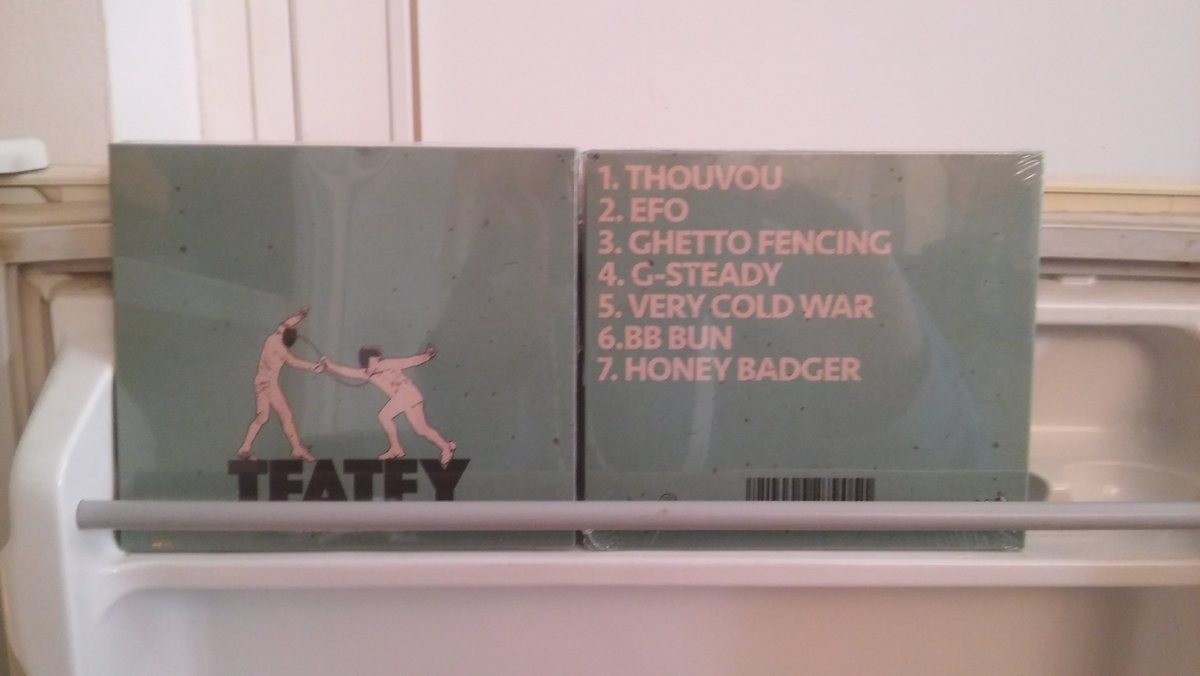 TEATEY
1. THOUVOU
2. EFO
3. GHETTO FENCING
4. G-STEADY
5. VERY COLD WAR
6.BB BUN
7. HONEY BADGER